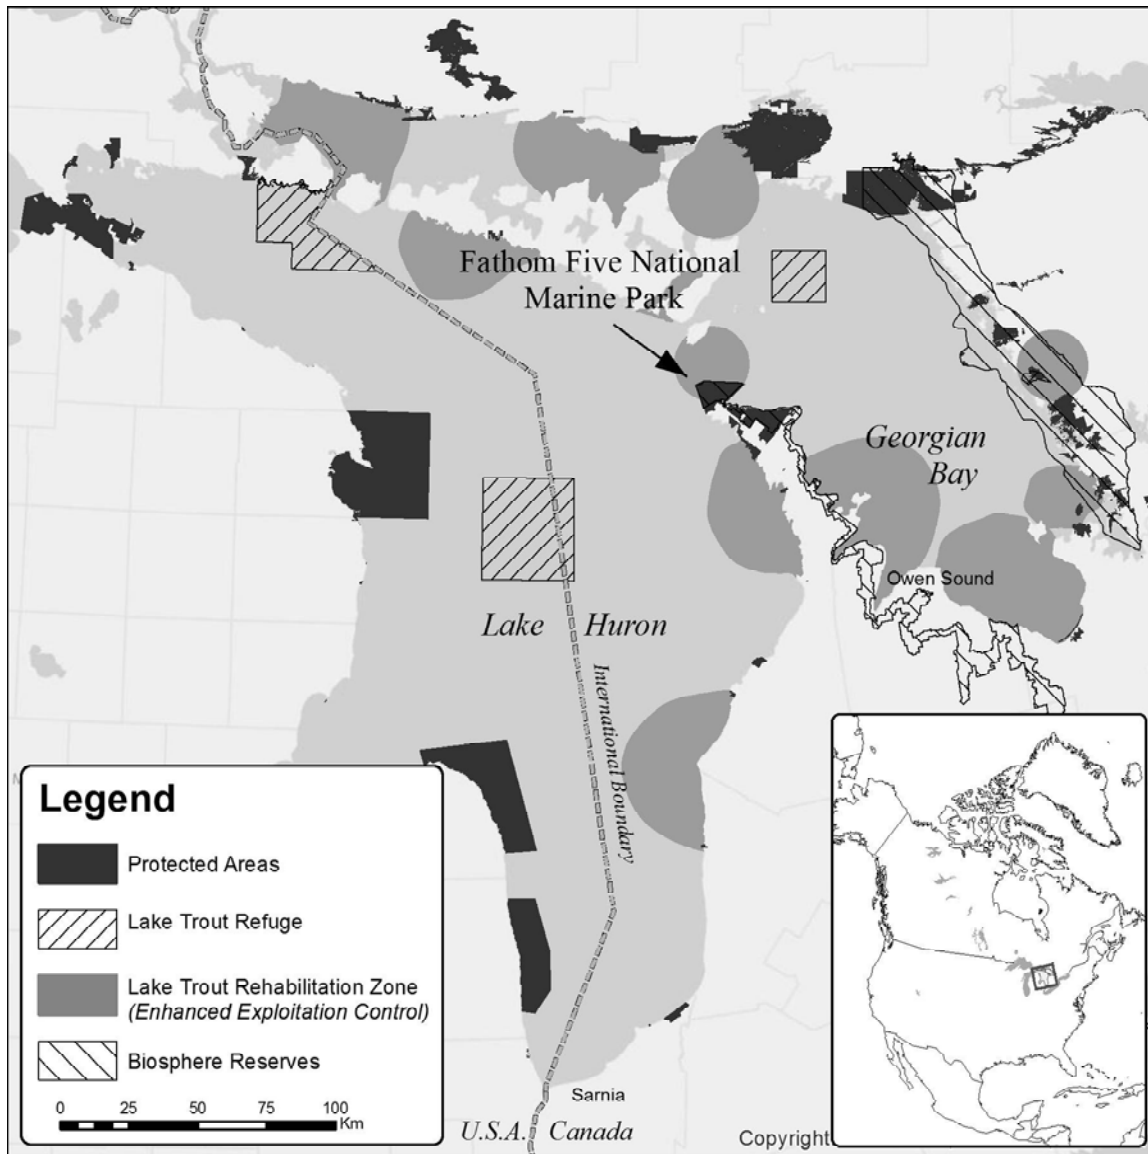 Fathom Five National
Marine Park
Georgian
Bay
Owen Sound
Lake Huron
International Boundary
Legend
Protected Areas
Lake Trout Refuge
Lake Trout Rehabilitation Zone
(Enhanced Exploitation Control)
Biosphere Reserves
0 25 50 75 100
Km
Sarnia
U.S.A. Canada
Copyright